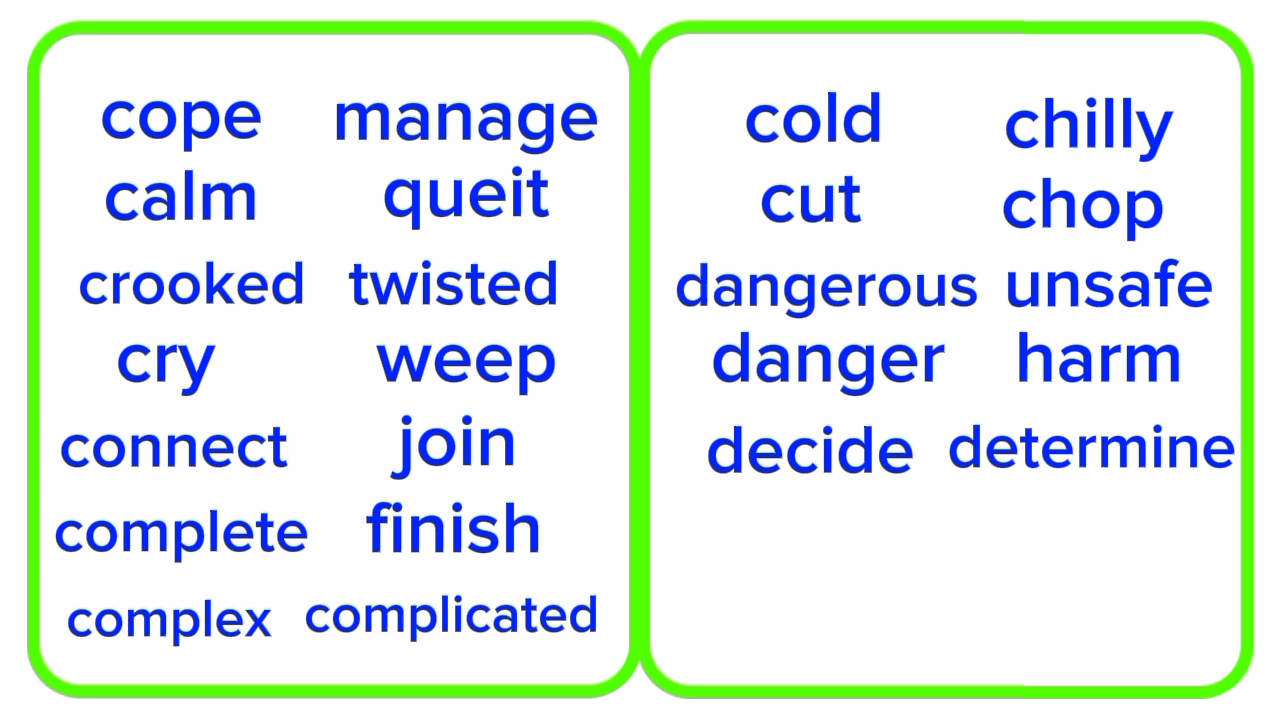 cope manage
calm queit
crooked twisted
cry weep
connect join
complete finish
complex complicated
cold chilly
cut chop
dangerous unsafe
danger harm
decide determine